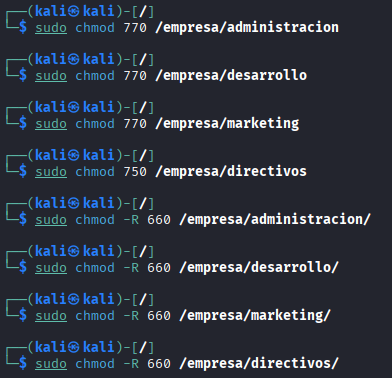 ┌──(kali㉿kali)-[/]
└─$ sudo chmod 770 /empresa/administracion
┌──(kali㉿kali)-[/]
└─$ sudo chmod 770 /empresa/desarrollo
┌──(kali㉿kali)-[/]
└─$ sudo chmod 770 /empresa/marketing
┌──(kali㉿kali)-[/]
└─$ sudo chmod 750 /empresa/directivos
┌──(kali㉿kali)-[/]
└─$ sudo chmod -R 660 /empresa/administracion/
┌──(kali㉿kali)-[/]
└─$ sudo chmod -R 660 /empresa/desarrollo/
┌──(kali㉿kali)-[/]
└─$ sudo chmod -R 660 /empresa/marketing/
┌──(kali㉿kali)-[/]
└─$ sudo chmod -R 660 /empresa/directivos/